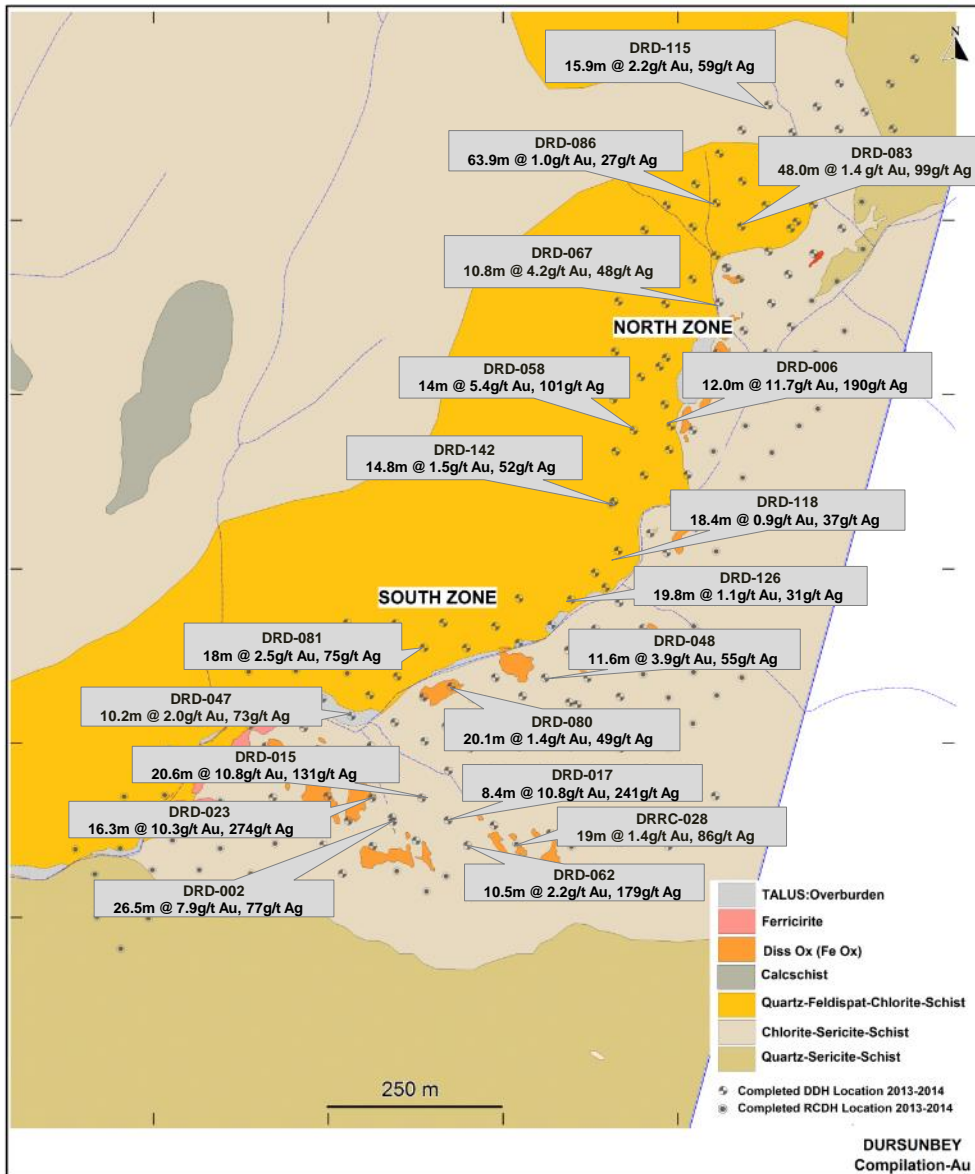 N
DRD-115
15.9m @ 2.2g/t Au, 59g/t Ag
DRD-086
63.9m @ 1.0g/t Au, 27g/t Ag
DRD-083
48.0m @ 1.4 g/t Au, 99g/t Ag
DRD-067
10.8m @ 4.2g/t Au, 48g/t Ag
NORTH ZONE
DRD-058
14m @ 5.4g/t Au, 101g/t Ag
DRD-006
12.0m @ 11.7g/t Au, 190g/t Ag
DRD-142
14.8m @ 1.5g/t Au, 52g/t Ag
DRD-118
18.4m @ 0.9g/t Au, 37g/t Ag
DRD-126
19.8m @ 1.1g/t Au, 31g/t Ag
SOUTH ZONE
DRD-081
18m @ 2.5g/t Au, 75g/t Ag
DRD-048
11.6m @ 3.9g/t Au, 55g/t Ag
DRD-047
10.2m @ 2.0g/t Au, 73g/t Ag
DRD-080
20.1m @ 1.4g/t Au, 49g/t Ag
DRD-015
20.6m @ 10.8g/t Au, 131g/t Ag
DRD-017
8.4m @ 10.8g/t Au, 241g/t Ag
DRD-023
16.3m @ 10.3g/t Au, 274g/t Ag
DRRC-028
19m @ 1.4g/t Au, 86g/t Ag
DRD-002
26.5m @ 7.9g/t Au, 77g/t Ag
DRD-062
10.5m @ 2.2g/t Au, 179g/t Ag
TALUS:Overburden
Ferricirite
Diss Ox (Fe Ox)
Calcschist
Quartz-Feldispat-Chlorite-Schist
Chlorite-Sericite-Schist
Quartz-Sericite-Schist
Completed DDH Location 2013-2014
Completed RCDH Location 2013-2014
250 m
DURSUNBEY
Compilation-Au